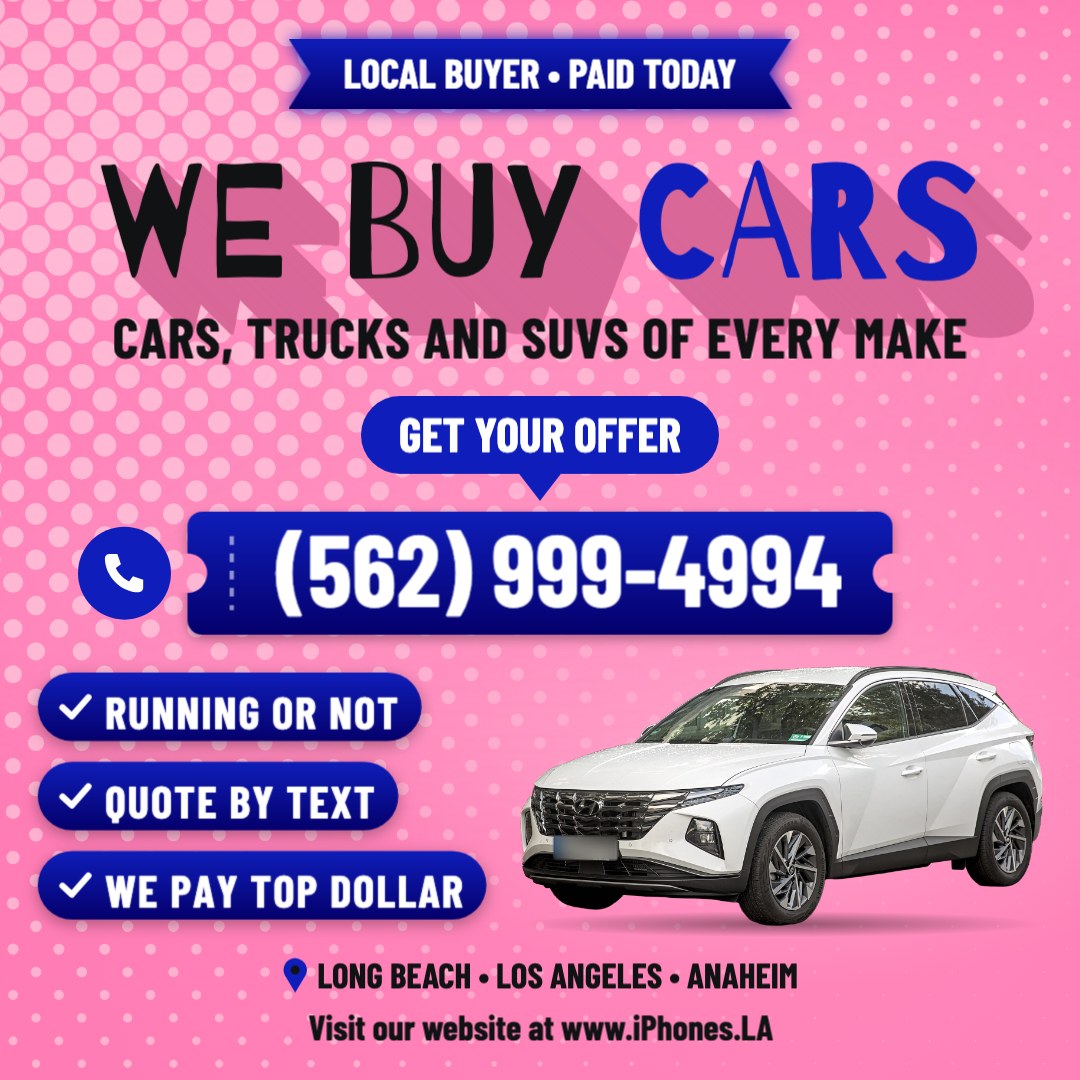 LOCAL BUYER • PAID TODAY
WE BUY CARS
CARS, TRUCKS AND SUVS OF EVERY MAKE
GET YOUR OFFER
(562) 999-4994
RUNNING OR NOT
QUOTE BY TEXT
WE PAY TOP DOLLAR
LONG BEACH • LOS ANGELES • ANAHEIM
Visit our website at www.iPhones.LA